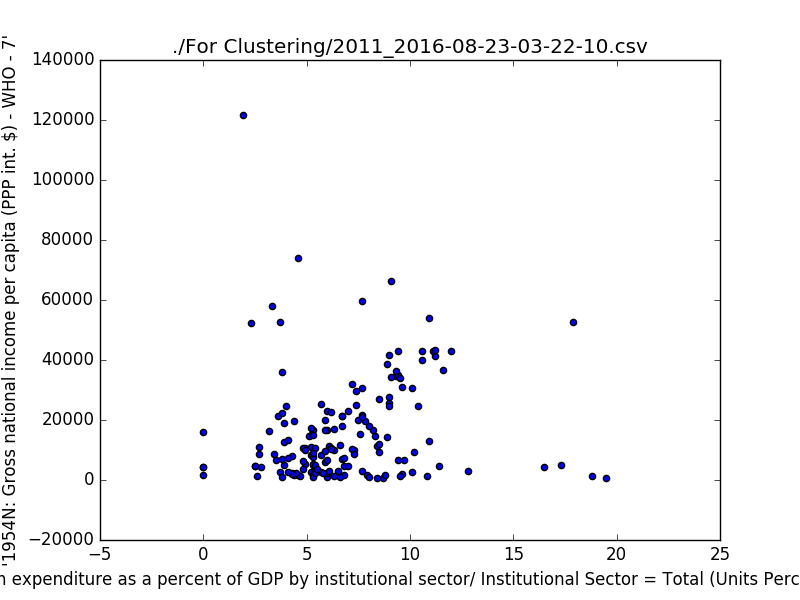 ./For Clustering/2011_2016-08-23-03-22-10.csv
'1954N: Gross national income per capita (PPP int. $) - WHO - 7'
140000
120000
100000
80000
60000
40000
20000
0
−20000
−5 0 5 10 15 20 25
expenditure as a percent of GDP by institutional sector/ Institutional Sector = Total (Units